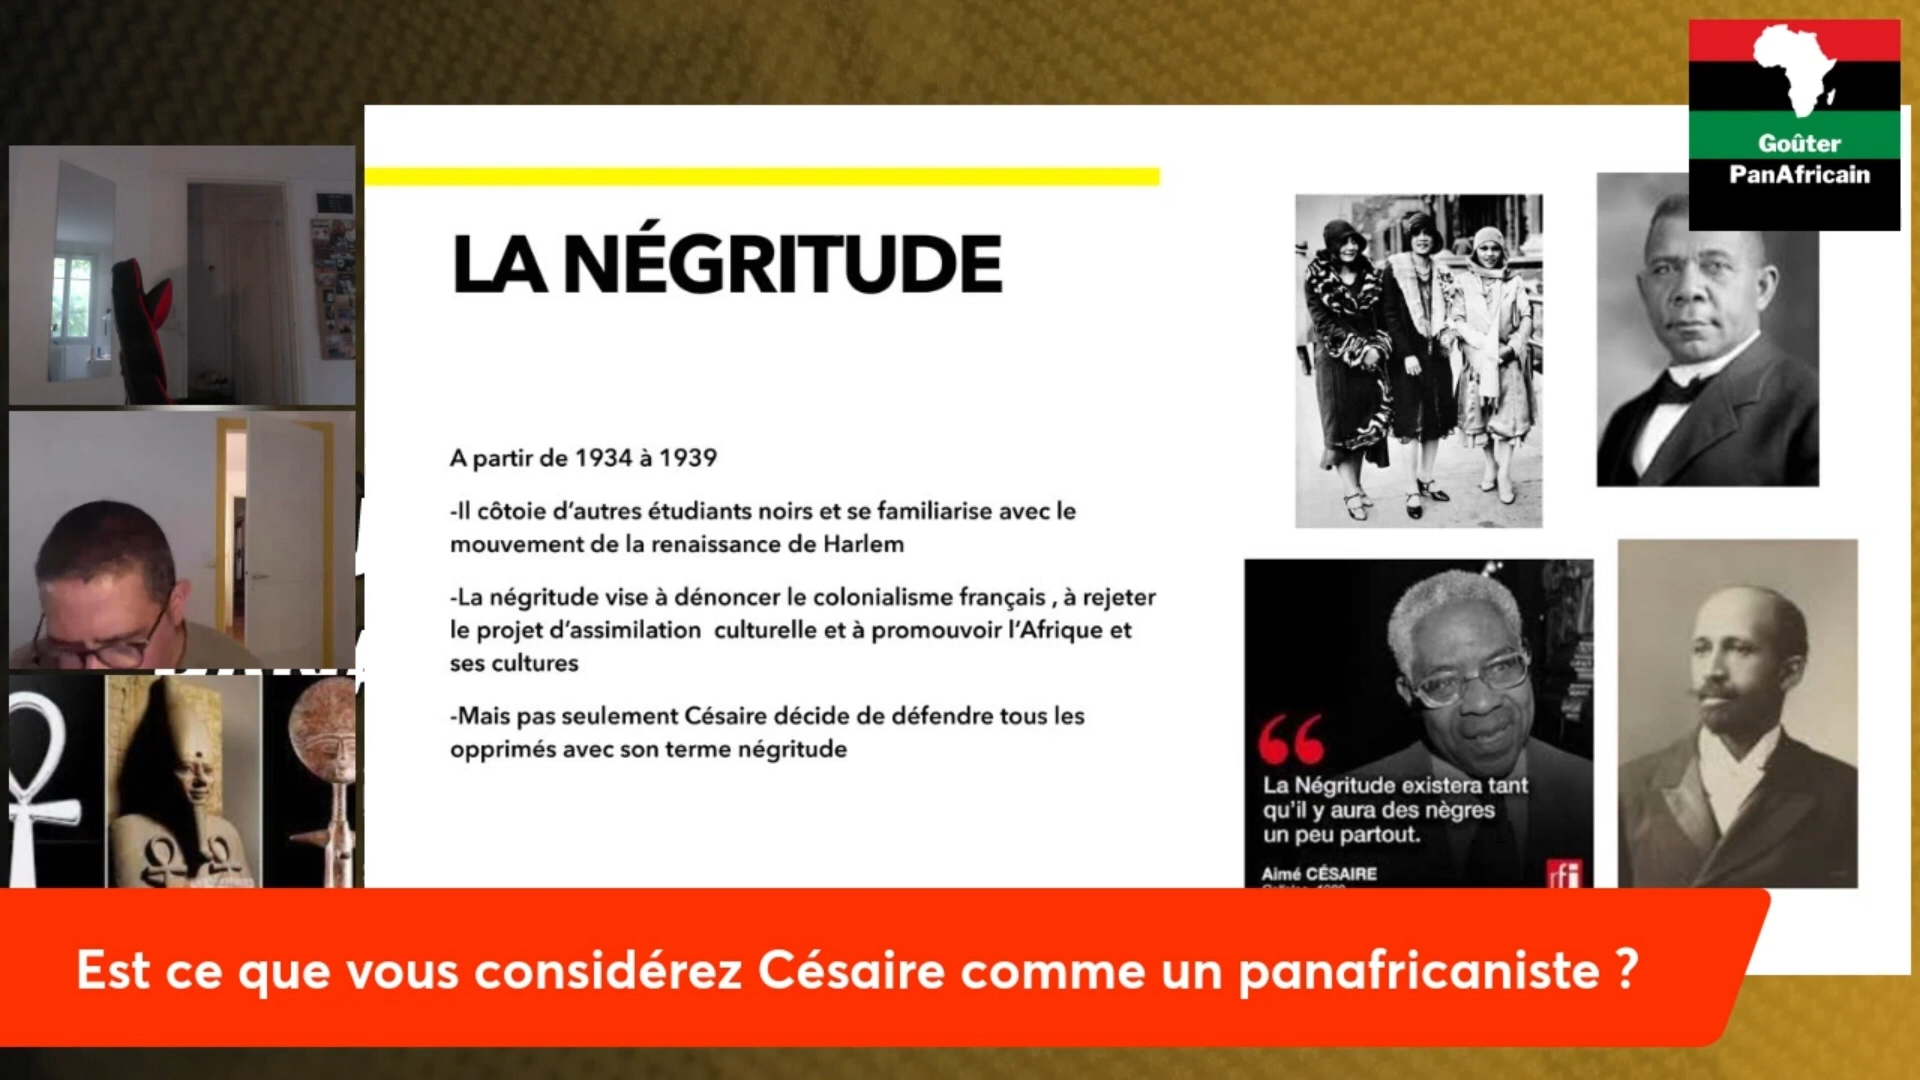 Goûter
PanAfricain
LA NÉGRITUDE
A partir de 1934 à 1939
-Il côtoie d'autres étudiants noirs et se familiarise avec le
mouvement de la renaissance de Harlem
-La négritude vise à dénoncer le colonialisme français , à rejeter
le projet d'assimilation culturelle et à promouvoir l'Afrique et
ses cultures
-Mais pas seulement Césaire décide de défendre tous les
opprimés avec son terme négritude
La Négritude existera tant
qu'il y aura des nègres
un peu partout.
Aimé CÉSAIRE
rfi
Est ce que vous considérez Césaire comme un panafricaniste ?